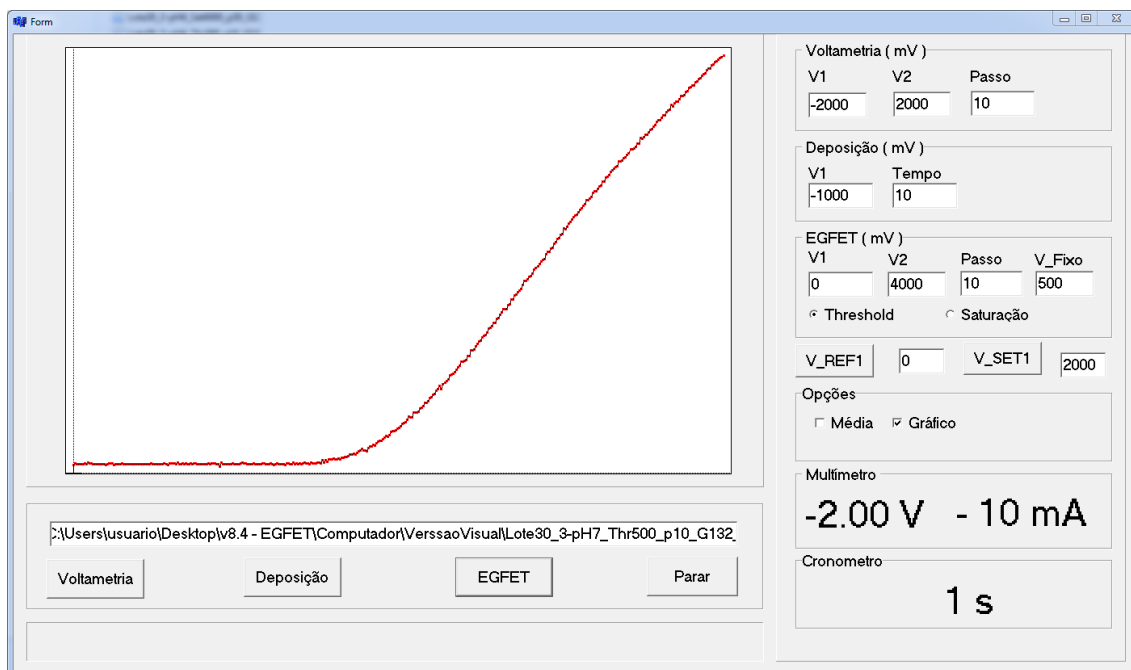 Form
Voltametria ( mV )
V1 V2 Passo
-2000 2000 10
Deposição ( mV )
V1 Tempo
-1000 10
EGFET ( mV )
V1 V2 Passo V_Fixo
0 4000 10 500
Threshold Saturação
V_REF1 0 V_SET1 2000
Opções
Média Gráfico
Multímetro
-2.00 V - 10 mA
Cronometro
1 s
:\Users\usuario\Desktop\v8.4 - EGFET\Computador\VerssaoVisual\Lote30_3-pH7_Thr500_p10_G132_
Voltametria Deposição EGFET Parar